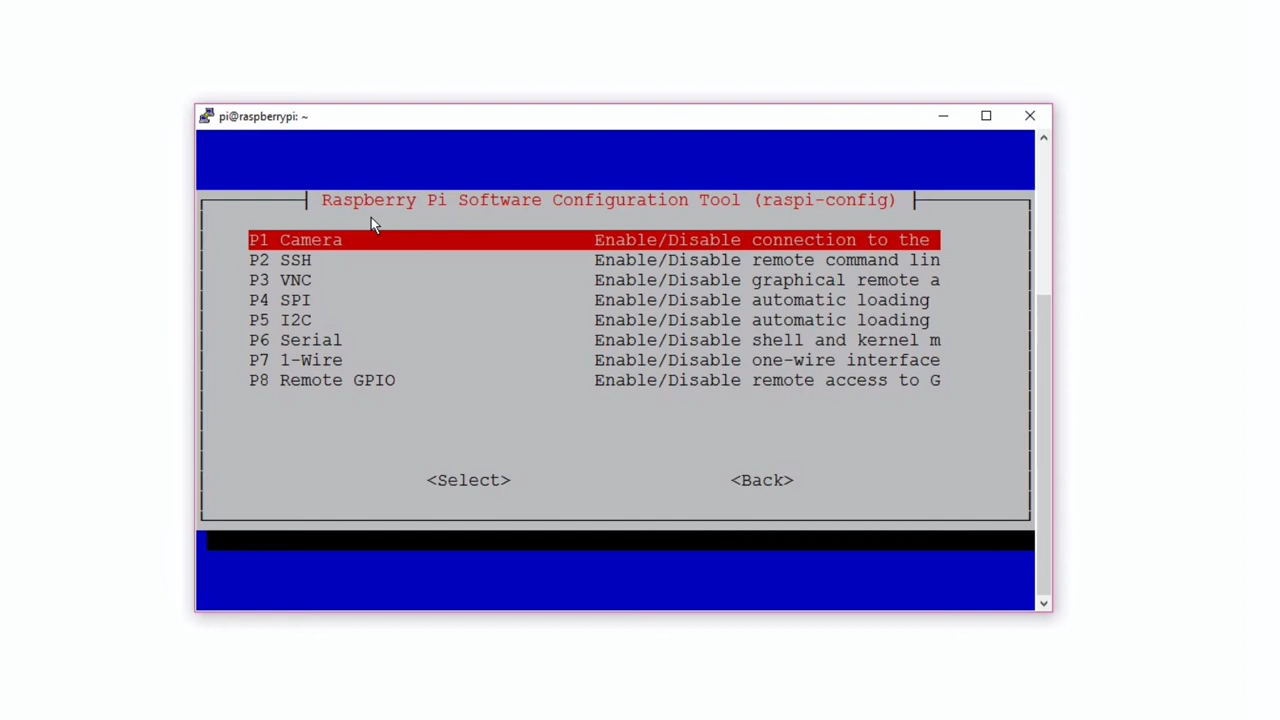 pi@raspberrypi: ~
Raspberry Pi Software Configuration Tool (raspi-config)
P1 Camera Enable/Disable connection to the
P2 SSH Enable/Disable remote command lin
P3 VNC Enable/Disable graphical remote a
P4 SPI Enable/Disable automatic loading
P5 I2C Enable/Disable automatic loading
P6 Serial Enable/Disable shell and kernel m
P7 1-Wire Enable/Disable one-wire interface
P8 Remote GPIO Enable/Disable remote access to G
<Select> <Back>